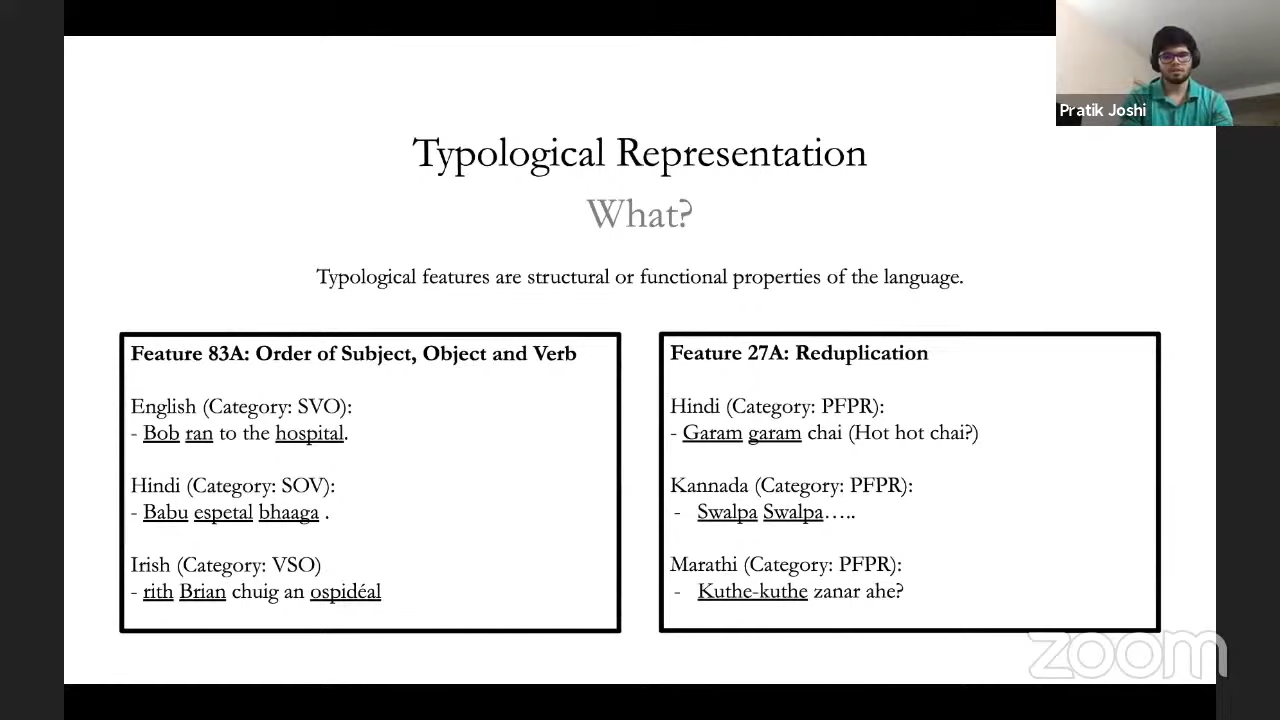 Pratik Joshi
Typological Representation
What?
Typological features are structural or functional properties of the language.
Feature 83A: Order of Subject, Object and Verb
English (Category: SVO):
- Bob ran to the hospital.
Hindi (Category: SOV):
- Babu espetal bhaaga .
Irish (Category: VSO)
- rith Brian chuig an ospidéal
Feature 27A: Reduplication
Hindi (Category: PFPR):
- Garam garam chai (Hot hot chai?)
Kannada (Category: PFPR):
- Swalpa Swalpa…..
Marathi (Category: PFPR):
- Kuthe-kuthe zanar ahe?
zoom